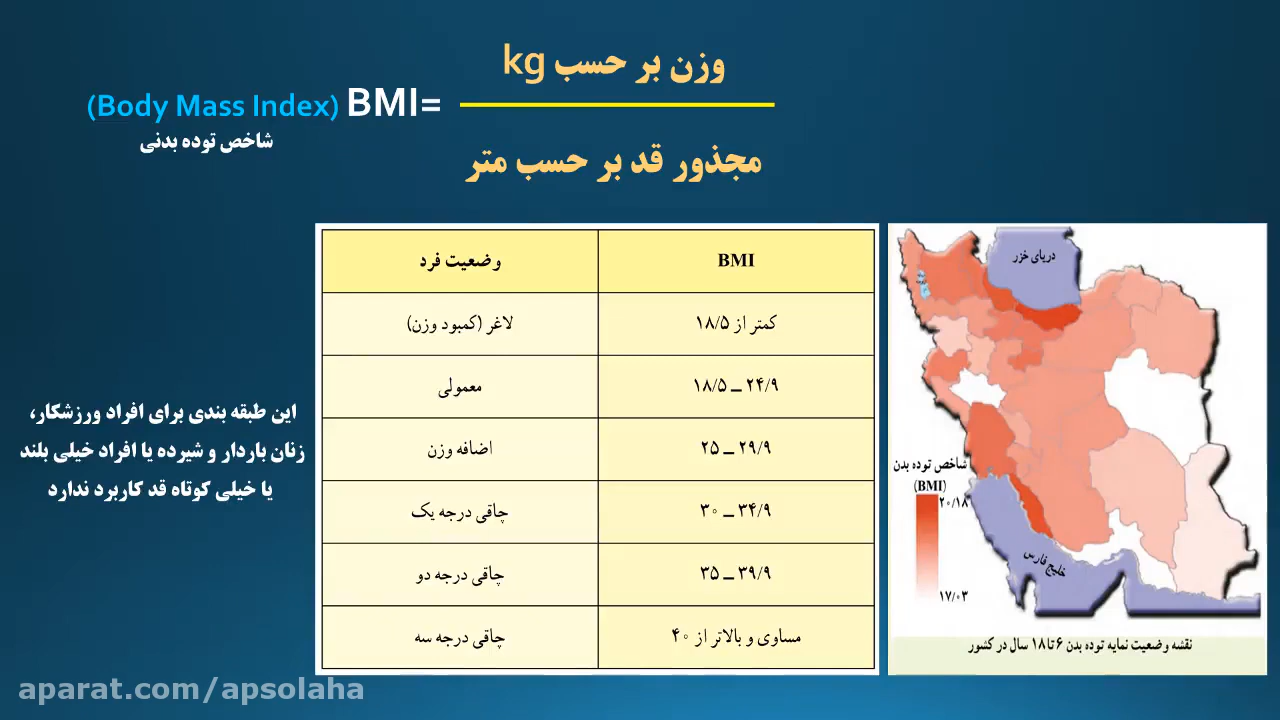 وزن بر حسب kg
(Body Mass Index) BMI=
شاخص توده بدنی
مجذور قد بر حسب متر
BMI وضعیت فرد
کمتر از ۱۸/۵ لاغر (کمبود وزن)
۱۸/۵ ــ ۲۴/۹ معمولی
۲۵ ــ ۲۹/۹ اضافه وزن
۳۰ ــ ۳۴/۹ چاقی درجه یک
۳۵ ــ ۳۹/۹ چاقی درجه دو
مساوی و بالاتر از ۴۰ چاقی درجه سه
این طبقه بندی برای افراد ورزشکار،
زنان باردار و شیرده یا افراد خیلی بلند
یا خیلی کوتاه قد کاربرد ندارد
دریای خزر
شاخص توده بدن
(BMI)
۲۰/۱۸
۱۷/۰۳
خلیج فارس
نقشه وضعیت نمایه توده بدن ۶ تا ۱۸ سال در کشور
aparat.com/apsolaha